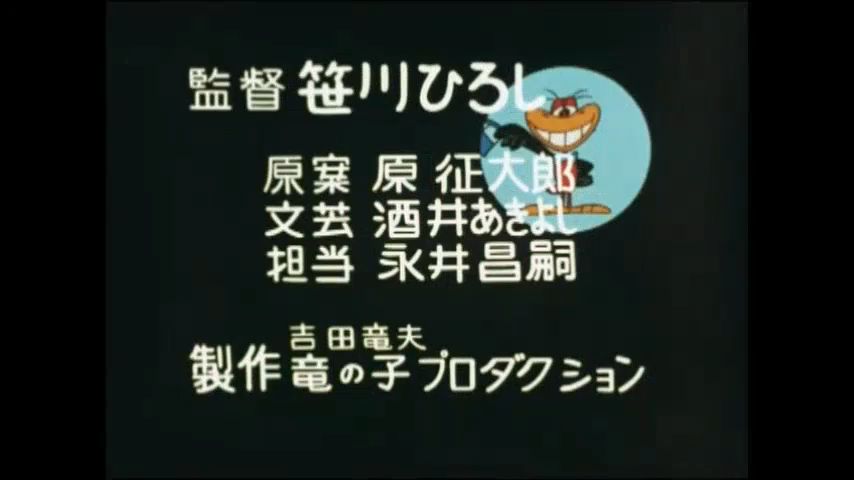 監督 笹川ひろし
原案 原 征太郎
文芸 酒井あきよし
担当 永井昌嗣
吉田竜夫
製作 竜の子プロダクション